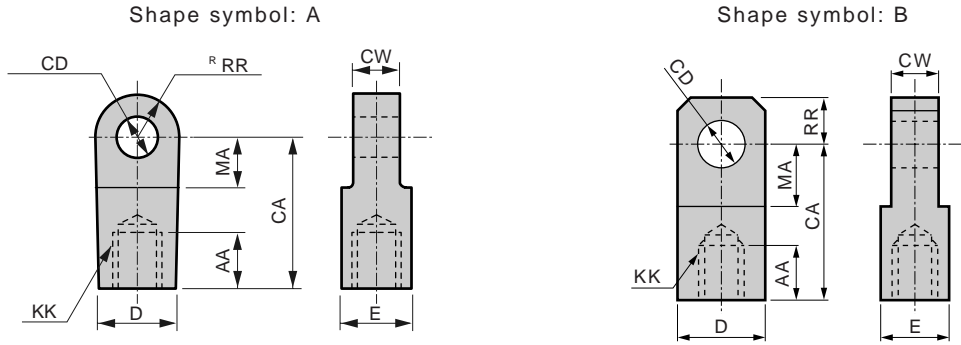 Shape symbol: A
CD
R RR
CW
MA
CA
AA
KK
D
E
Shape symbol: B
CD
CW
RR
MA
CA
AA
KK
D
E